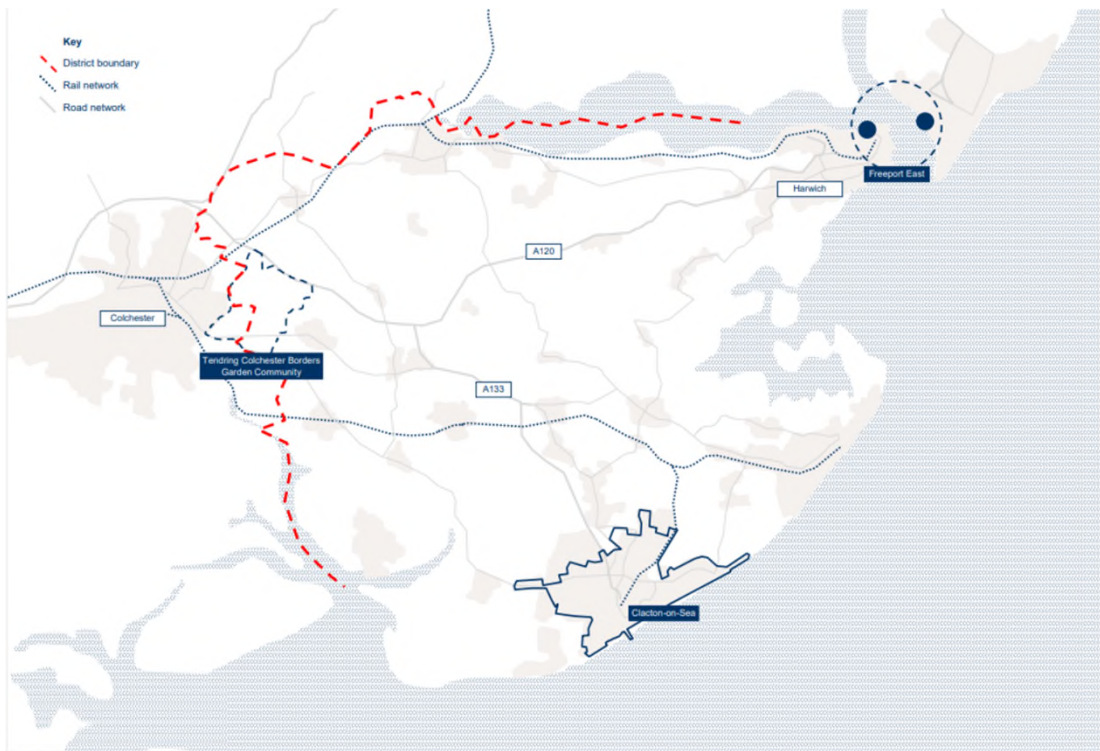 Key
District boundary
Rail network
Road network
Freeport East
Harwich
A120
Colchester
Tendring Colchester Borders
Garden Community
A133
Clacton-on-Sea